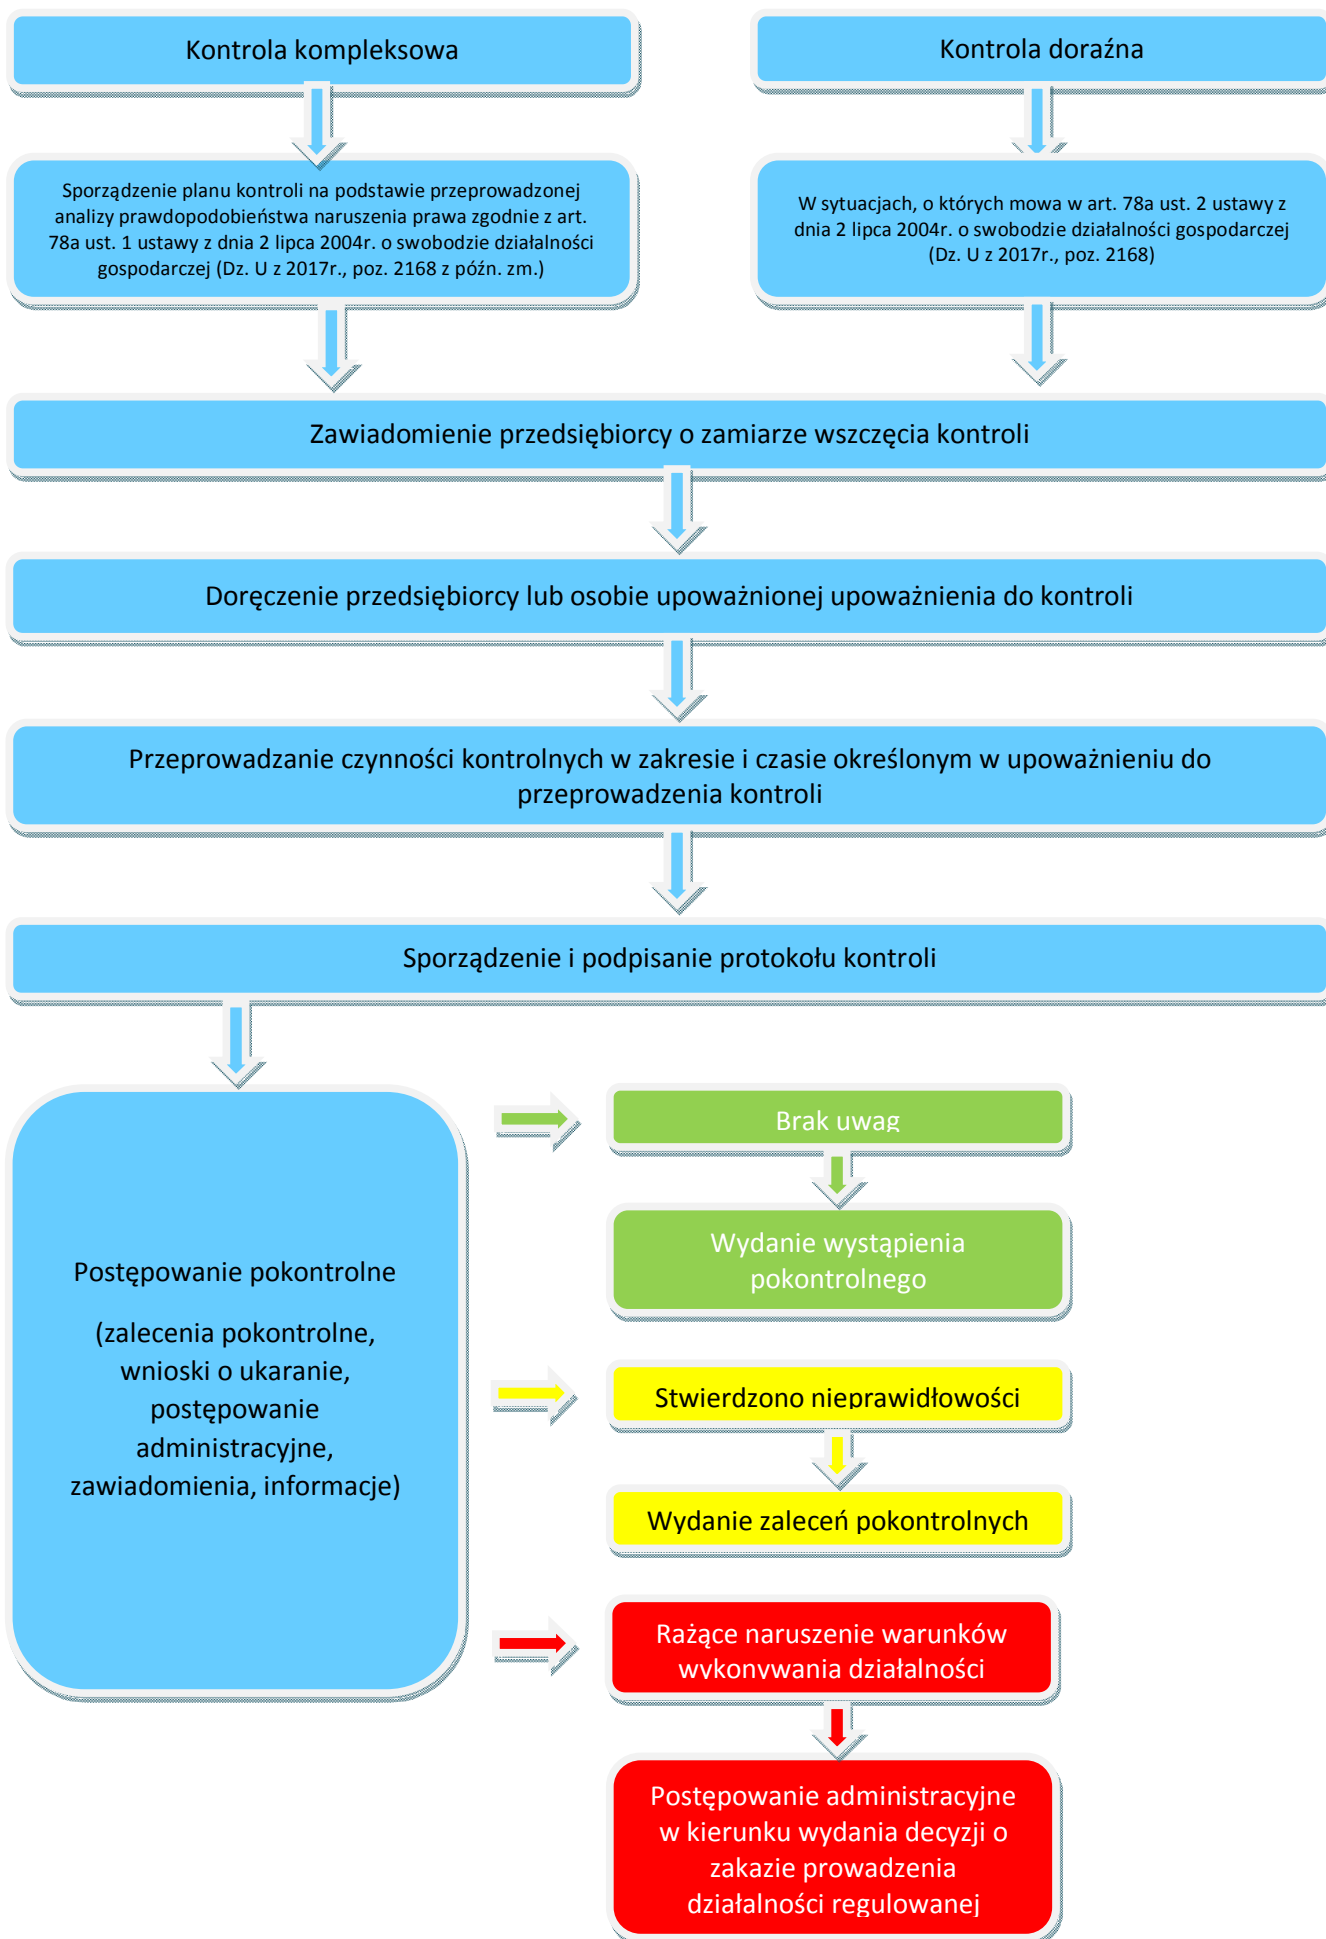 Kontrola kompleksowa
Kontrola doraźna
Sporządzenie planu kontroli na podstawie przeprowadzonej
analizy prawdopodobieństwa naruszenia prawa zgodnie z art.
78a ust. 1 ustawy z dnia 2 lipca 2004r. o swobodzie działalności
gospodarczej (Dz. U z 2017r., poz. 2168 z późn. zm.)
W sytuacjach, o których mowa w art. 78a ust. 2 ustawy z
dnia 2 lipca 2004r. o swobodzie działalności gospodarczej
(Dz. U z 2017r., poz. 2168)
Zawiadomienie przedsiębiorcy o zamiarze wszczęcia kontroli
Doręczenie przedsiębiorcy lub osobie upoważnionej upoważnienia do kontroli
Przeprowadzanie czynności kontrolnych w zakresie i czasie określonym w upoważnieniu do
przeprowadzenia kontroli
Sporządzenie i podpisanie protokołu kontroli
Postępowanie pokontrolne
(zalecenia pokontrolne,
wnioski o ukaranie,
postępowanie
administracyjne,
zawiadomienia, informacje)
Brak uwag
Wydanie wystąpienia
pokontrolnego
Stwierdzono nieprawidłowości
Wydanie zaleceń pokontrolnych
Rażące naruszenie warunków
wykonywania działalności
Postępowanie administracyjne
w kierunku wydania decyzji o
zakazie prowadzenia
działalności regulowanej